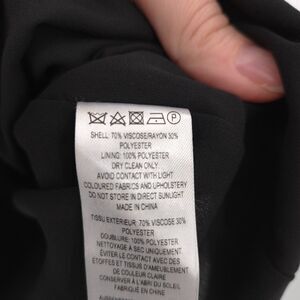 P
SHELL: 70% VISCOSE/RAYON 30%
POLYESTER
LINING: 100% POLYESTER
DRY CLEAN ONLY
AVOID CONTACT WITH LIGHT
COLOURED FABRICS AND UPHOLSTERY
DO NOT STORE IN DIRECT SUNLIGHT
MADE IN CHINA
TISSU EXTÉRIEUR: 70% VISCOSE 30%
POLYESTER
DOUBLURE: 100% POLYESTER
NETTOYAGE A SEC UNIQUEMENT
ÉVITER LE CONTACT AVEC DES
ETOFFES ET TISSUS D'AMEUBLEMENT
DE COULEUR CLAIRE
CONSERVER À L'ABRI DU SOLEIL
FABRIQUÉ EN CHINE